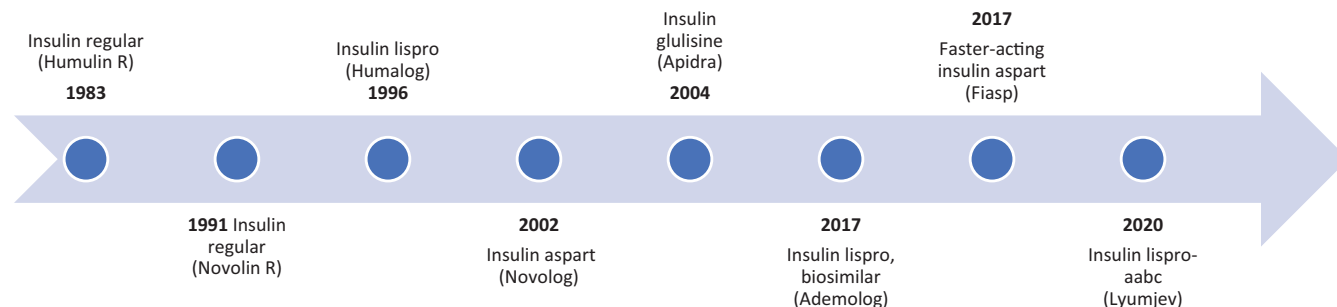 Insulin regular
(Humulin R)
1983
1991 Insulin
regular
(Novolin R)
Insulin lispro
(Humalog)
1996
2002
Insulin aspart
(Novolog)
Insulin
glulisine
(Apidra)
2004
2017
Insulin lispro,
biosimilar
(Ademolog)
2017
Faster-acting
insulin aspart
(Fiasp)
2020
Insulin lispro-
aabc
(Lyumjev)